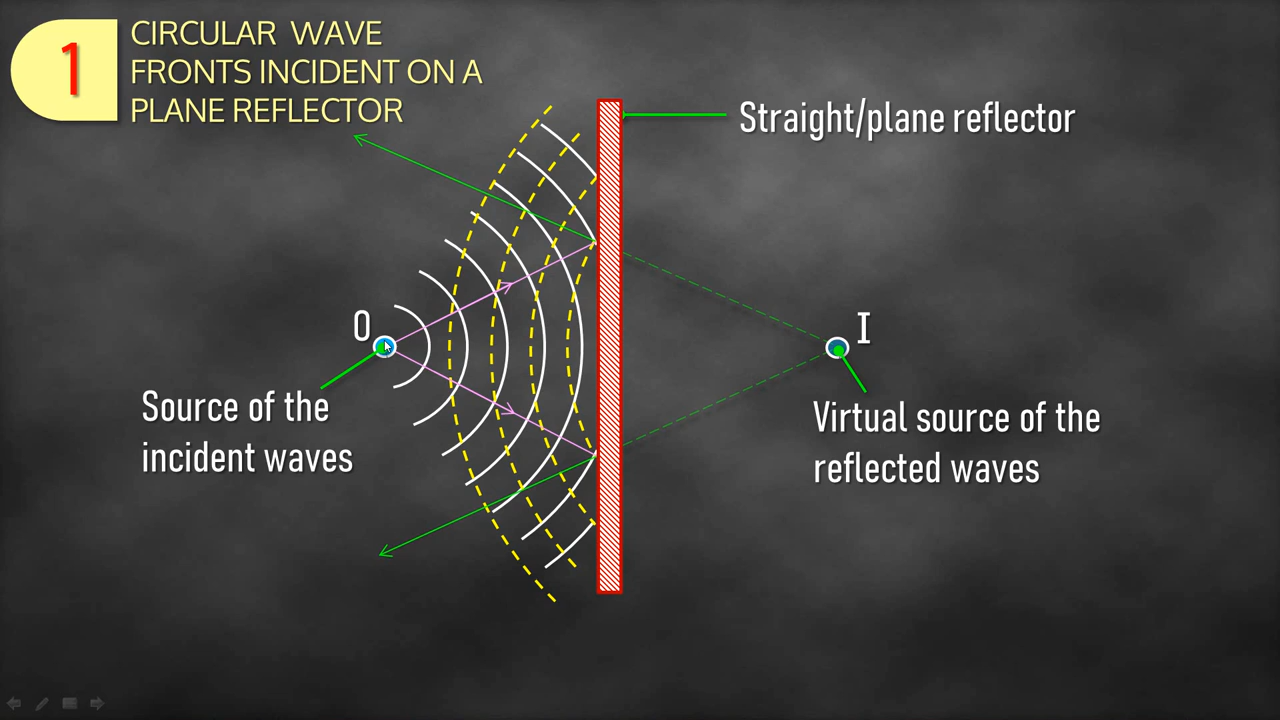 1
CIRCULAR WAVE
FRONTS INCIDENT ON A
PLANE REFLECTOR
Straight/plane reflector
O
I
Source of the
incident waves
Virtual source of the
reflected waves